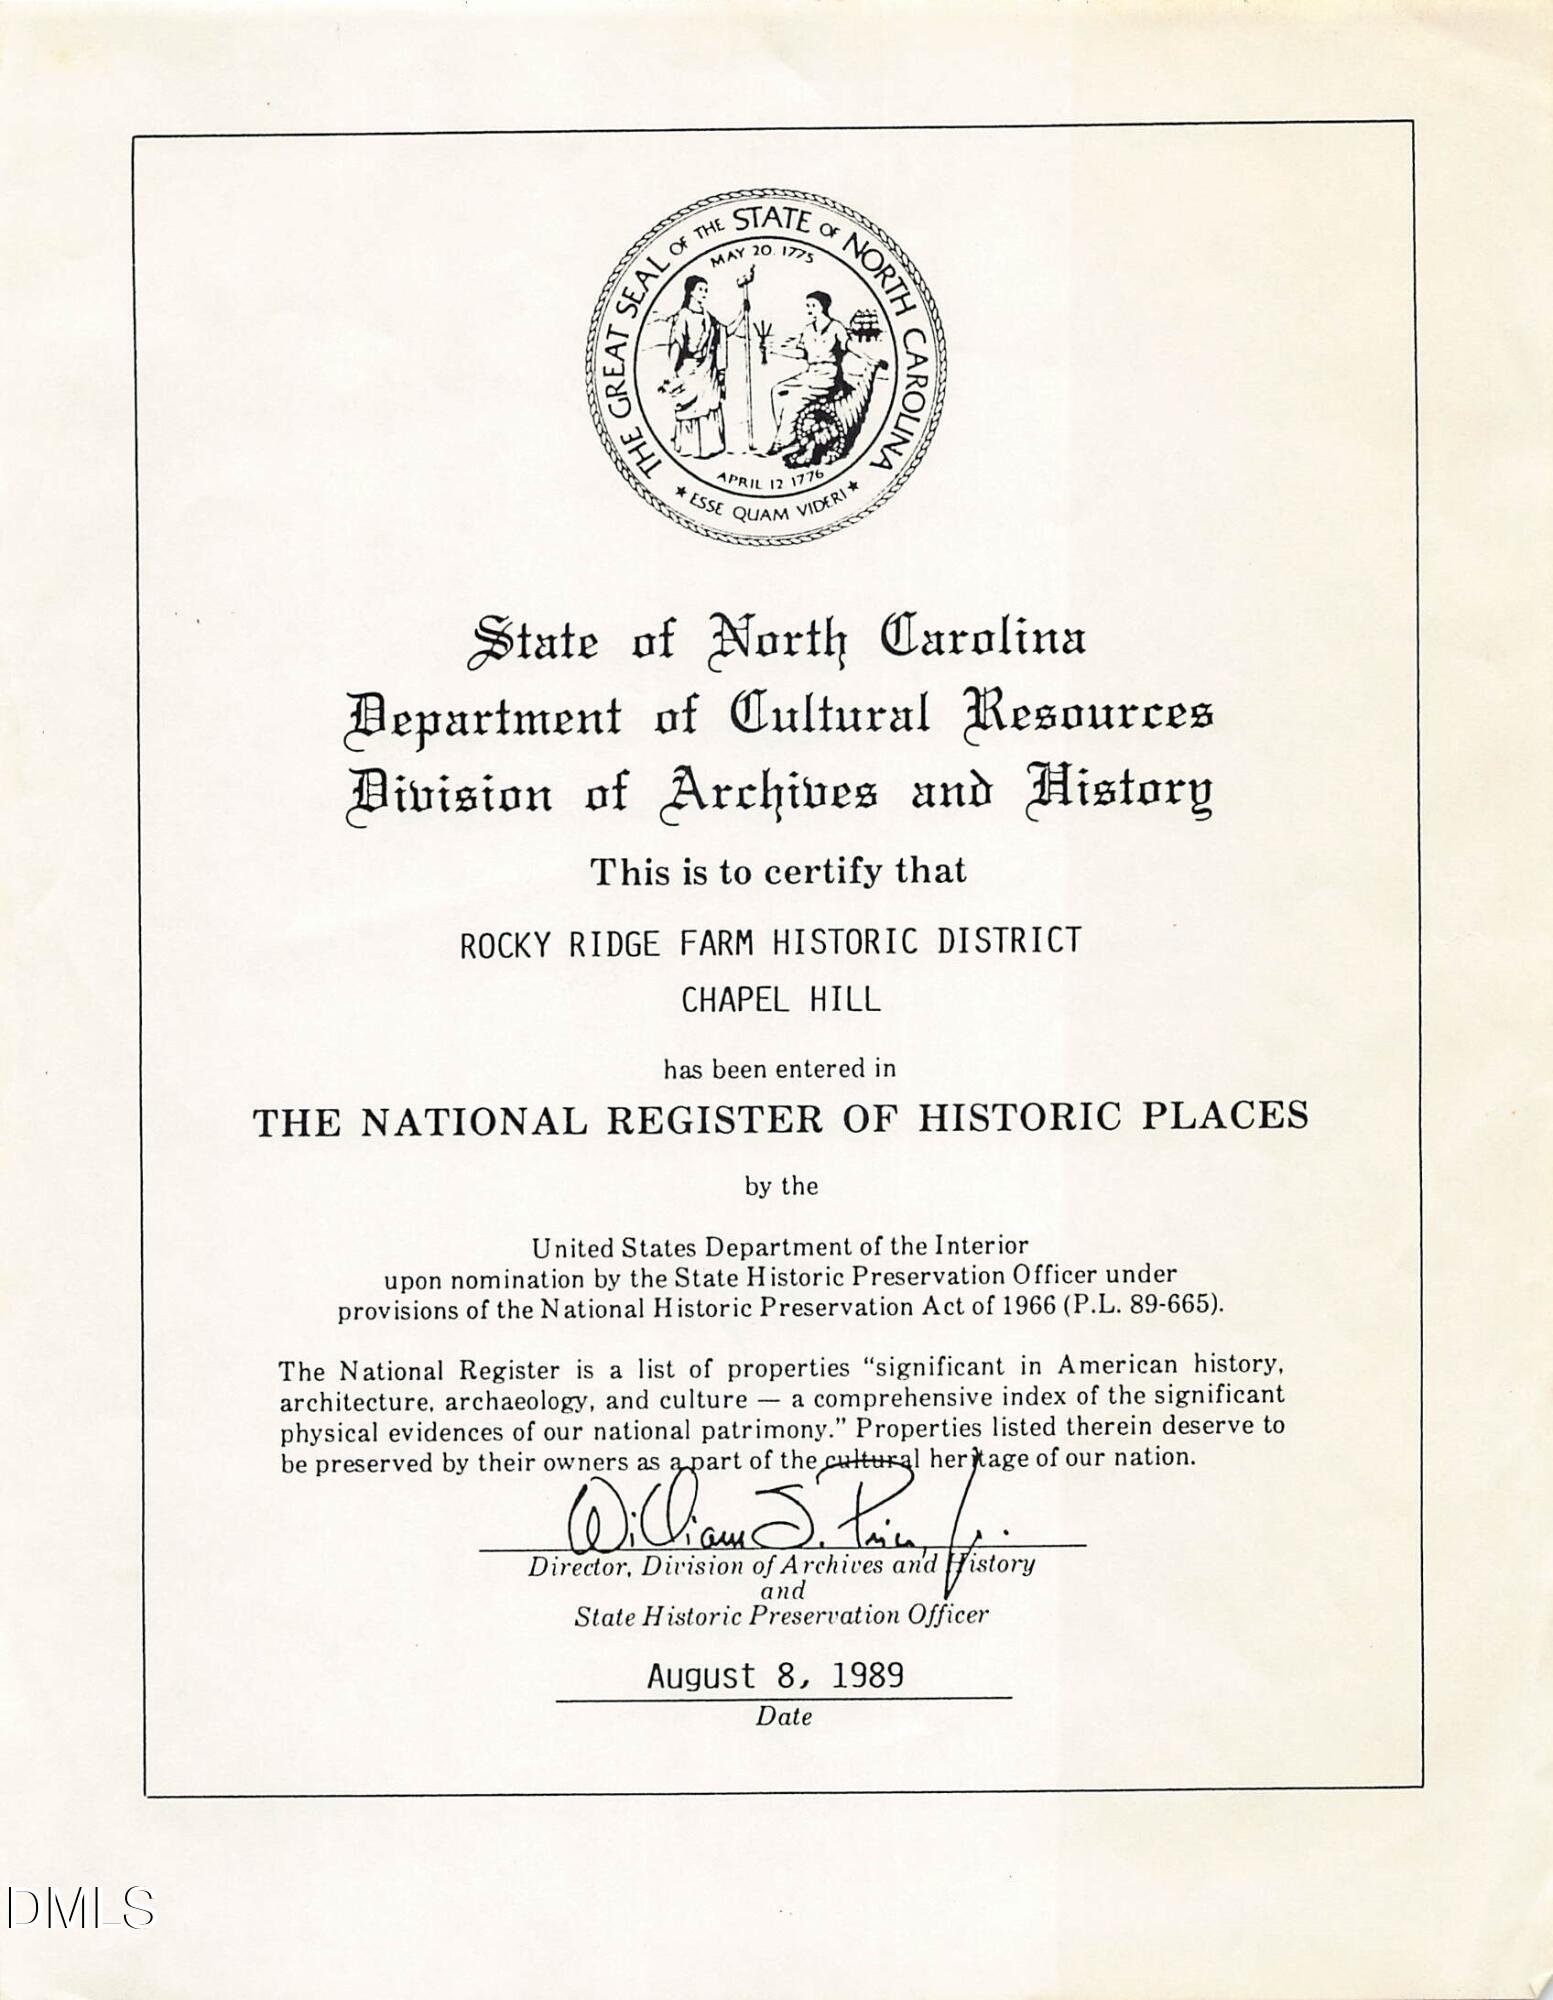 THE GREAT SEAL OF THE STATE OF NORTH CAROLINA
MAY 20. 1775
APRIL 12 1776
★ ESSE QUAM VIDERI ★
State of North Carolina
Department of Cultural Resources
Division of Archives and History
This is to certify that
ROCKY RIDGE FARM HISTORIC DISTRICT
CHAPEL HILL
has been entered in
THE NATIONAL REGISTER OF HISTORIC PLACES
by the
United States Department of the Interior
upon nomination by the State Historic Preservation Officer under
provisions of the National Historic Preservation Act of 1966 (P.L. 89-665).
The National Register is a list of properties “significant in American history,
architecture, archaeology, and culture — a comprehensive index of the significant
physical evidences of our national patrimony.” Properties listed therein deserve to
be preserved by their owners as a part of the cultural heritage of our nation.
William S. Price, Jr.
Director, Division of Archives and History
and
State Historic Preservation Officer
August 8, 1989
Date
DMLS